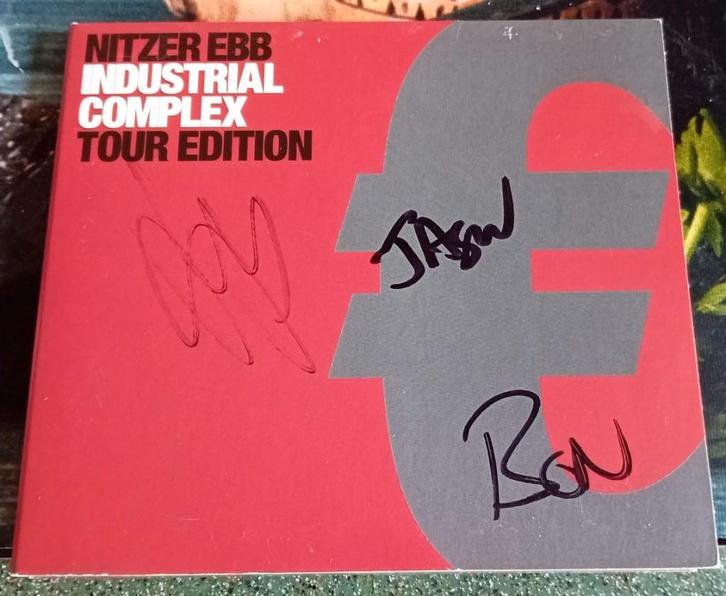 NITZER EBB
INDUSTRIAL
COMPLEX
TOUR EDITION
JASON
BON